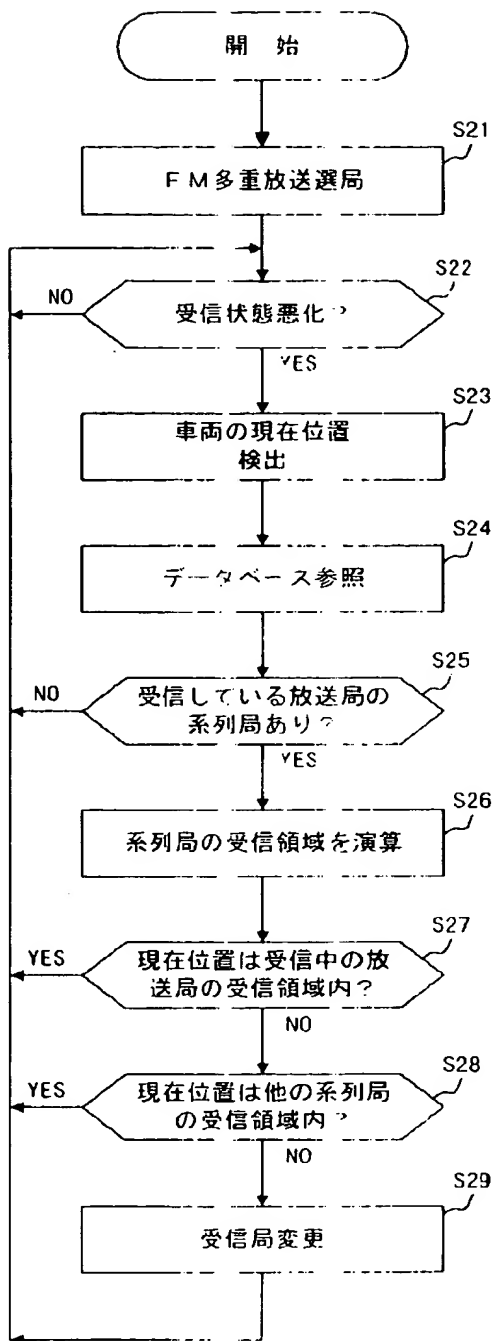 開 始
S21
FM多重放送選局
S22
NO
受信状態悪化?
YES
S23
車両の現在位置
検出
S24
データベース参照
S25
NO
受信している放送局の
系列局あり?
YES
S26
系列局の受信領域を演算
S27
YES
現在位置は受信中の放
送局の受信領域内?
NO
S28
YES
現在位置は他の系列局
の受信領域内?
NO
S29
受信局変更